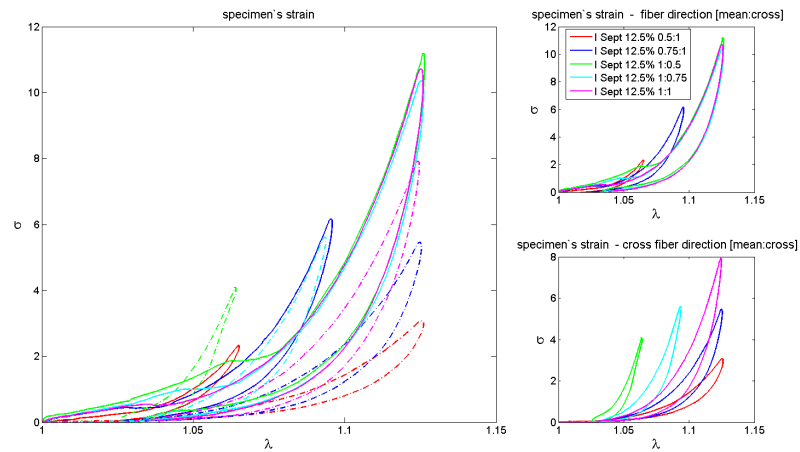 specimen`s strain
12
10
8
6
4
2
0
σ
1
1.05
1.1
1.15
λ
specimen`s strain - fiber direction [mean:cross]
12
10
8
6
4
2
0
σ
I Sept 12.5% 0.5:1
I Sept 12.5% 0.75:1
I Sept 12.5% 1:0.5
I Sept 12.5% 1:0.75
I Sept 12.5% 1:1
1
1.05
1.1
1.15
λ
specimen`s strain - cross fiber direction [mean:cross]
8
6
4
2
0
σ
1
1.05
1.1
1.15
λ